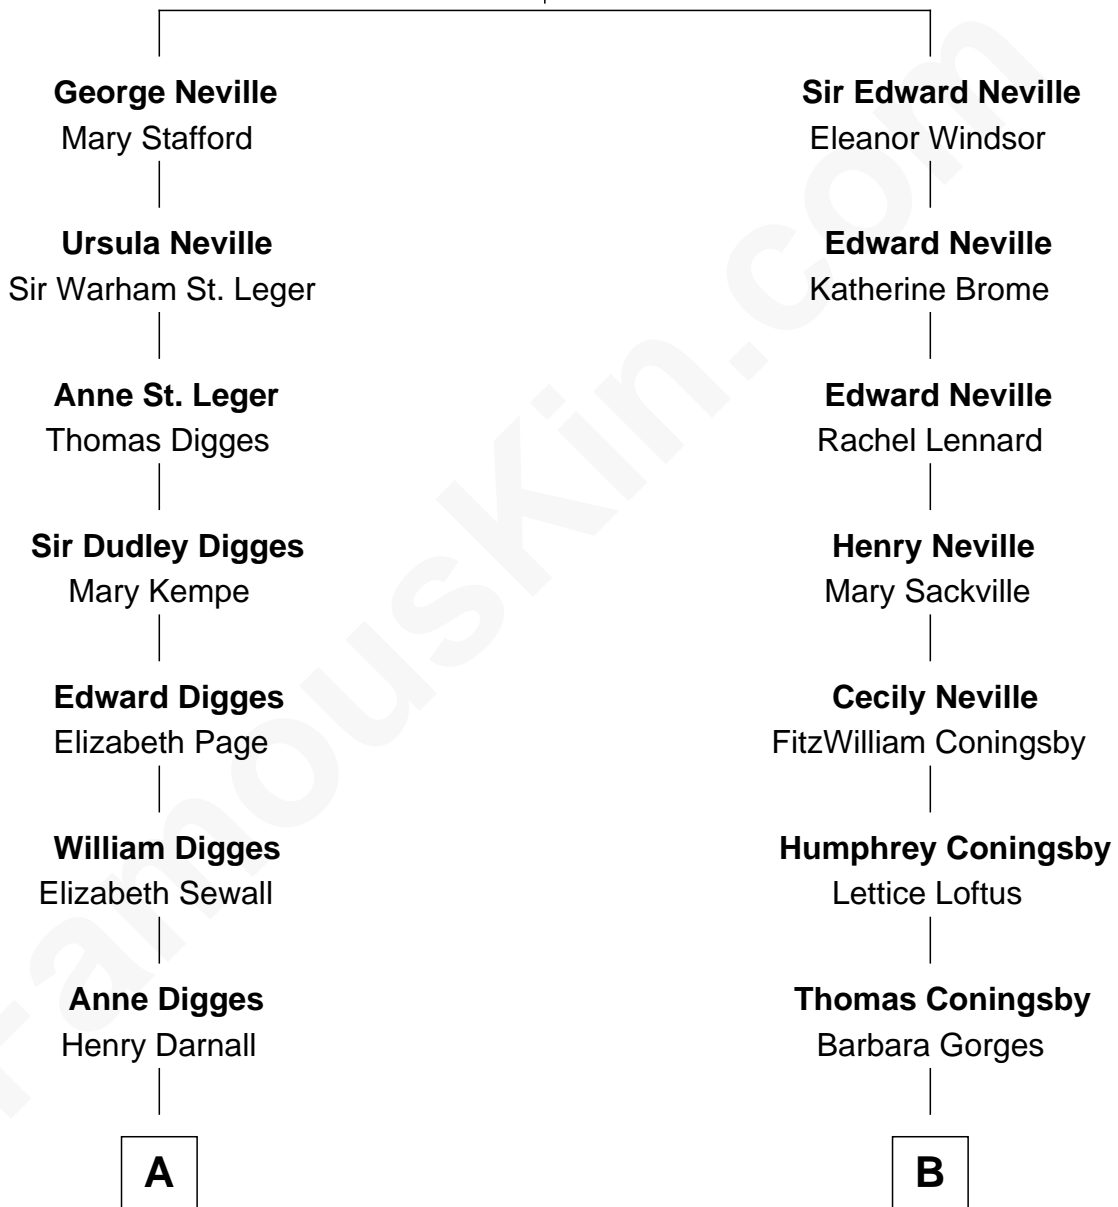 George Neville
Mary Stafford
Ursula Neville
Sir Warham St. Leger
Anne St. Leger
Thomas Digges
Sir Dudley Digges
Mary Kempe
Edward Digges
Elizabeth Page
William Digges
Elizabeth Sewall
Anne Digges
Henry Darnall
A
Sir Edward Neville
Eleanor Windsor
Edward Neville
Katherine Brome
Edward Neville
Rachel Lennard
Henry Neville
Mary Sackville
Cecily Neville
FitzWilliam Coningsby
Humphrey Coningsby
Lettice Loftus
Thomas Coningsby
Barbara Gorges
B
FamousKin.com